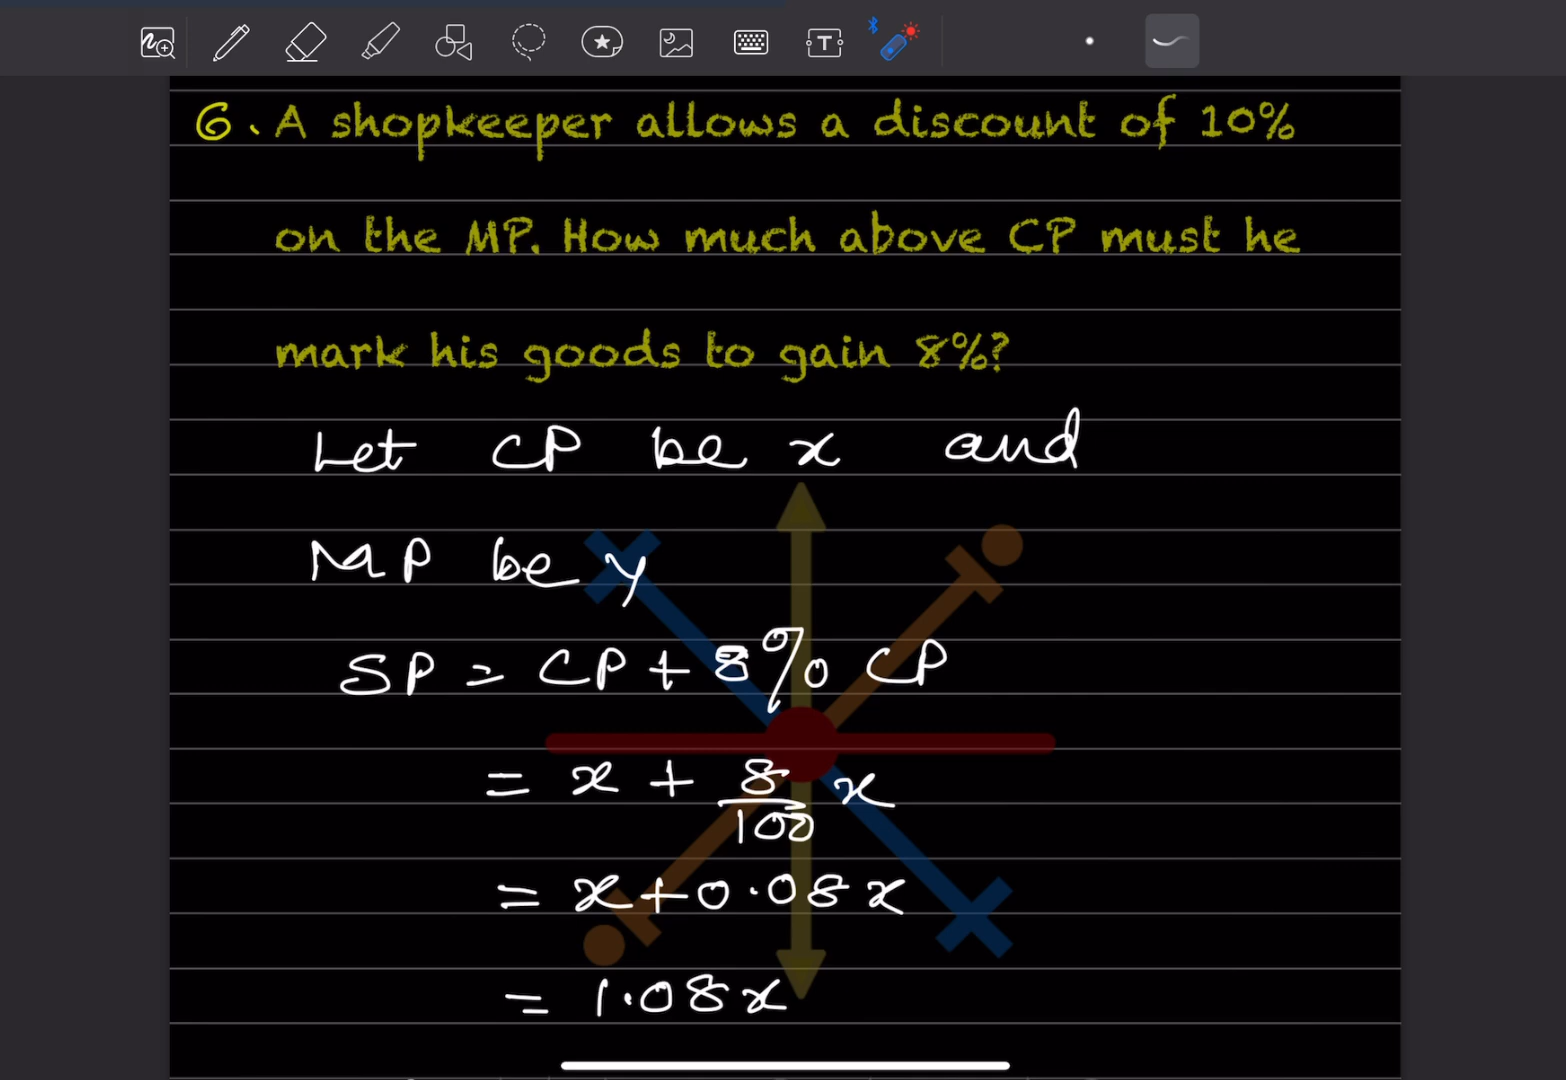 6. A shopkeeper allows a discount of 10%
on the MP. How much above CP must he
mark his goods to gain 8%?
Let CP be x and
MP be y
SP = CP + 8% CP
= x + 8/100 x
= x + 0.08x
= 1.08x